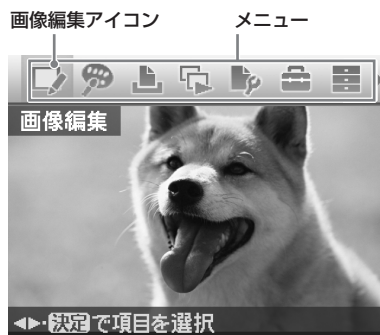 画像編集アイコン
メニュー
画像編集
◀▶・決定で項目を選択